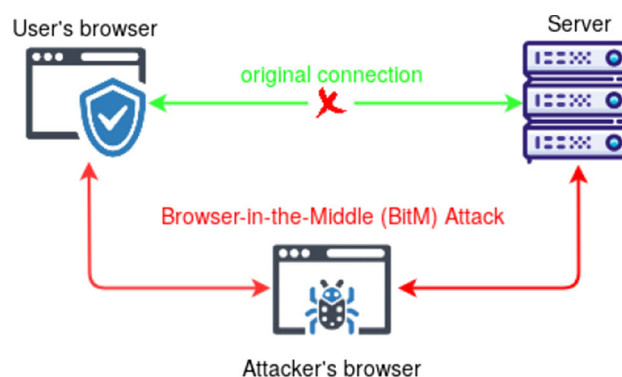 User's browser
Server
original connection
Browser-in-the-Middle (BitM) Attack
Attacker's browser